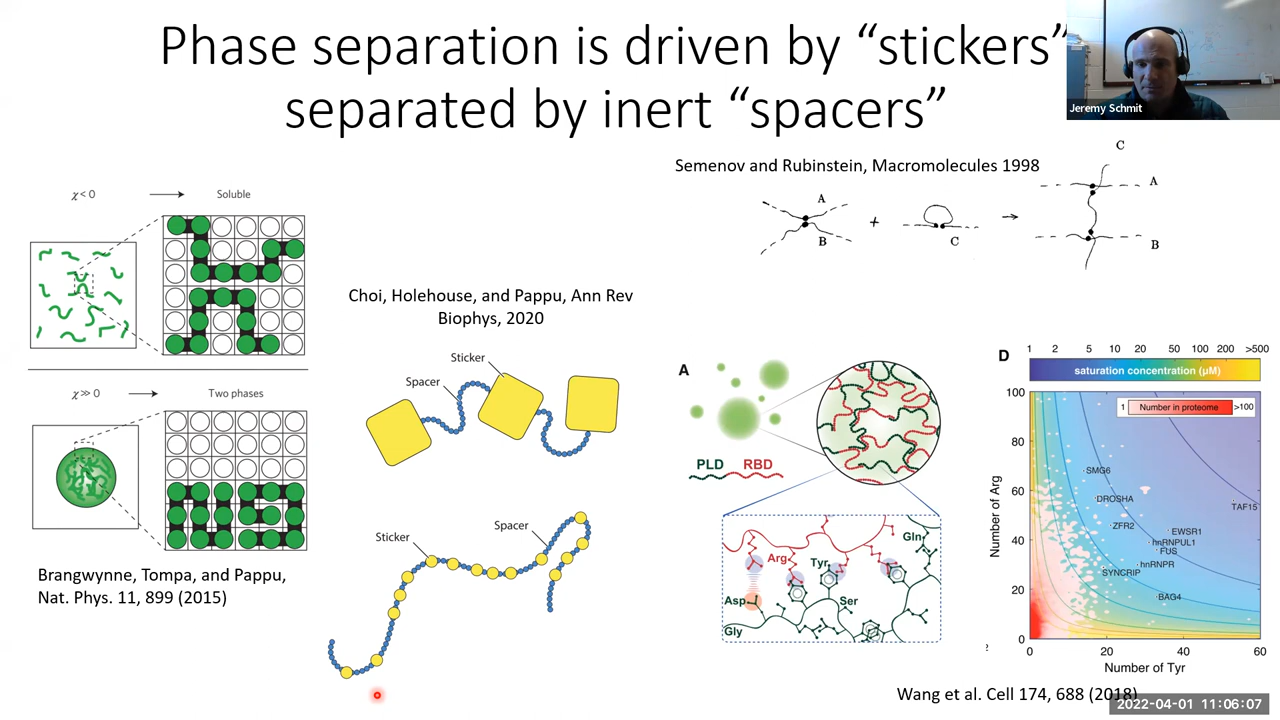 Phase separation is driven by “stickers”
separated by inert “spacers”
Jeremy Schmit
Semenov and Rubinstein, Macromolecules 1998
A
B
+
C
C
A
B
χ < 0
Soluble
χ >> 0
Two phases
Brangwynne, Tompa, and Pappu,
Nat. Phys. 11, 899 (2015)
Choi, Holehouse, and Pappu, Ann Rev
Biophys, 2020
Sticker
Spacer
Sticker
Spacer
A
PLD RBD
Arg
Tyr
Gln
Asp
Ser
Gly
D
1 2 5 10 20 50 100 200 >500
saturation concentration (μM)
1 Number in proteome >100
Number of Arg
100
80
60
40
20
0
SMG6
DROSHA
TAF15
ZFR2
EWSR1
hnRNPUL1
FUS
hnRNPR
SYNCRIP
BAG4
0 20 40 60
Number of Tyr
Wang et al. Cell 174, 688 (2018)
2022-04-01 11:06:07